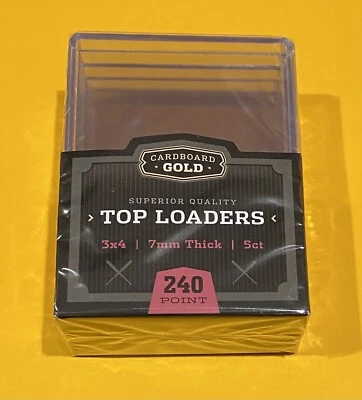 CARDBOARD
GOLD
SUPERIOR QUALITY
TOP LOADERS
3x4 | 7mm Thick | 5ct
240
POINT